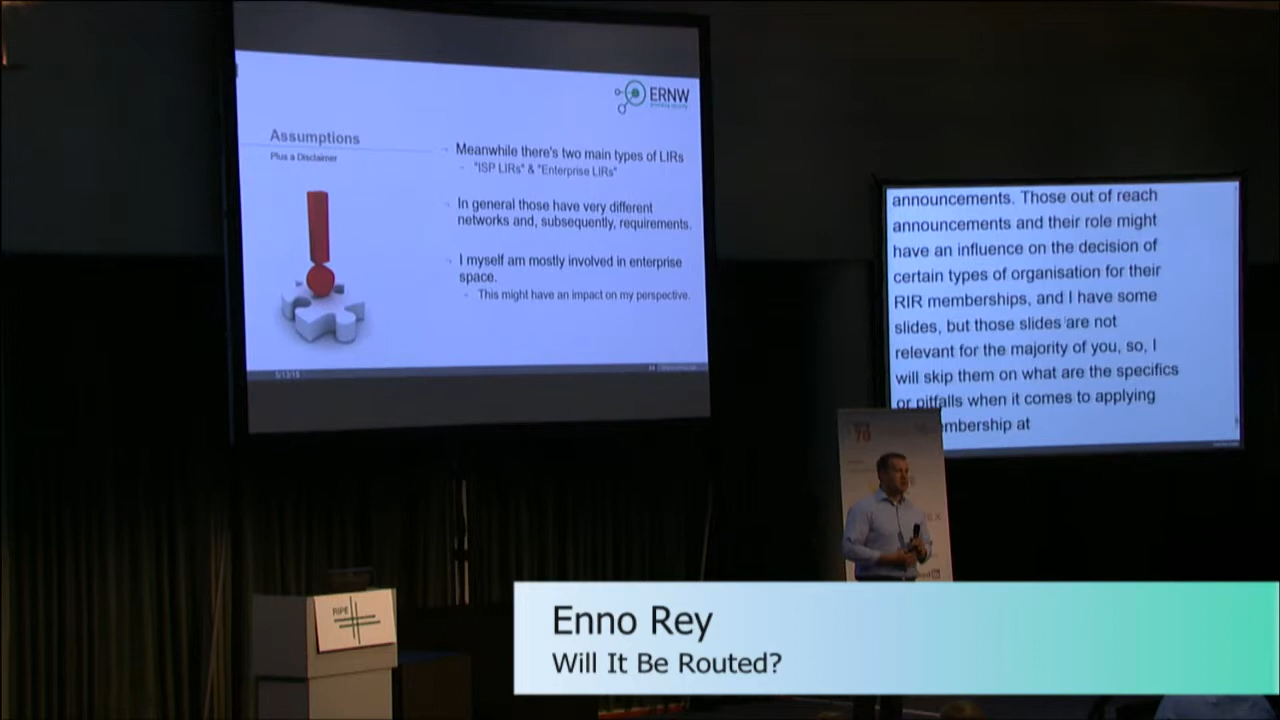 ERNW
Assumptions
Plus a Disclaimer
Meanwhile there's two main types of LIRs
"ISP LIRs" & "Enterprise LIRs"
In general those have very different
networks and, subsequently, requirements.
I myself am mostly involved in enterprise
space.
This might have an impact on my perspective.
5/13/15
announcements. Those out of reach
announcements and their role might
have an influence on the decision of
certain types of organisation for their
RIR memberships, and I have some
slides, but those slides are not
relevant for the majority of you, so, I
will skip them on what are the specifics
or pitfalls when it comes to applying
embership at
70
RIPE
Enno Rey
Will It Be Routed?